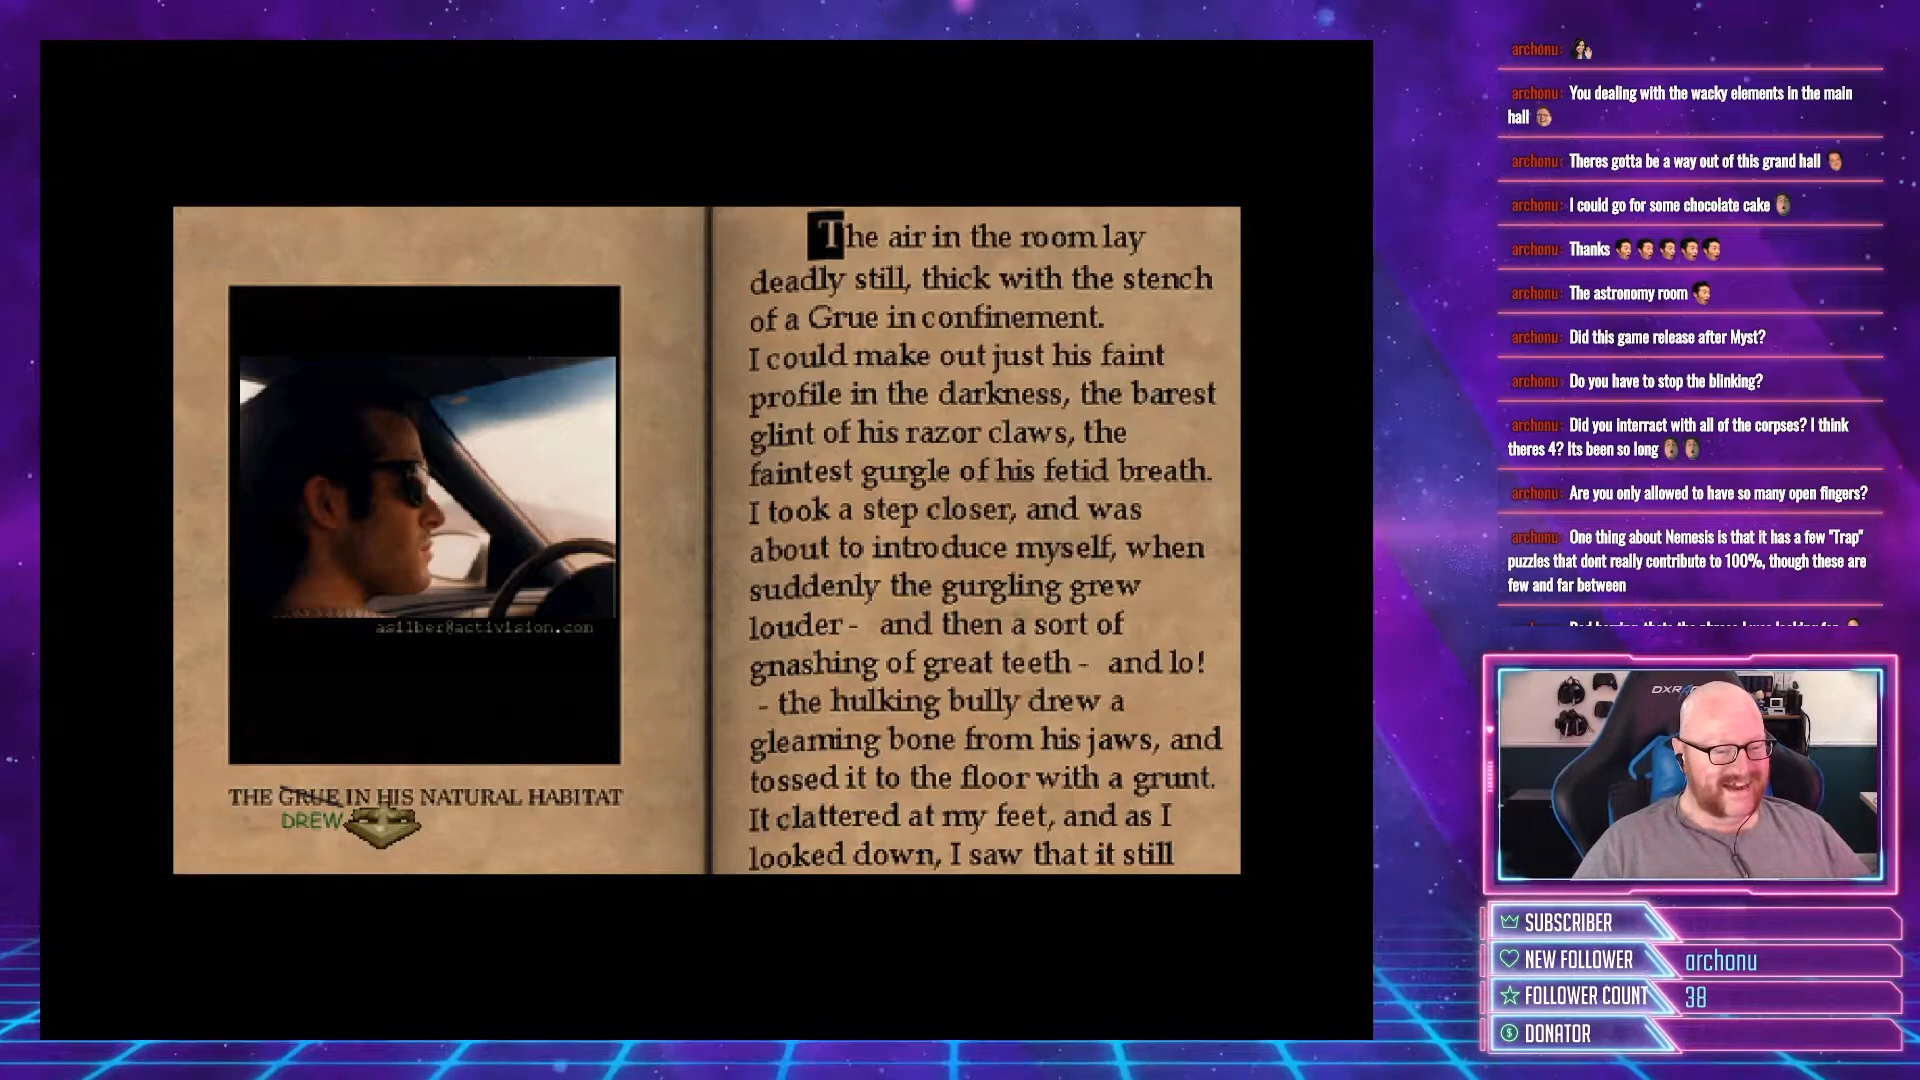 The air in the room lay
deadly still, thick with the stench
of a Grue in confinement.
I could make out just his faint
profile in the darkness, the barest
glint of his razor claws, the
faintest gurgle of his fetid breath.
I took a step closer, and was
about to introduce myself, when
suddenly the gurgling grew
louder - and then a sort of
gnashing of great teeth - and lo!
- the hulking bully drew a
gleaming bone from his jaws, and
tossed it to the floor with a grunt.
It clattered at my feet, and as I
looked down, I saw that it still
asilber@activision.com
THE GRUE IN HIS NATURAL HABITAT
DREW
archonu:
archonu: You dealing with the wacky elements in the main
hall
archonu: Theres gotta be a way out of this grand hall
archonu: I could go for some chocolate cake
archonu: Thanks
archonu: The astronomy room
archonu: Did this game release after Myst?
archonu: Do you have to stop the blinking?
archonu: Did you interract with all of the corpses? I think
theres 4? Its been so long
archonu: Are you only allowed to have so many open fingers?
archonu: One thing about Nemesis is that it has a few "Trap"
puzzles that dont really contribute to 100%, though these are
few and far between
SUBSCRIBER
NEW FOLLOWER archonu
FOLLOWER COUNT 38
DONATOR